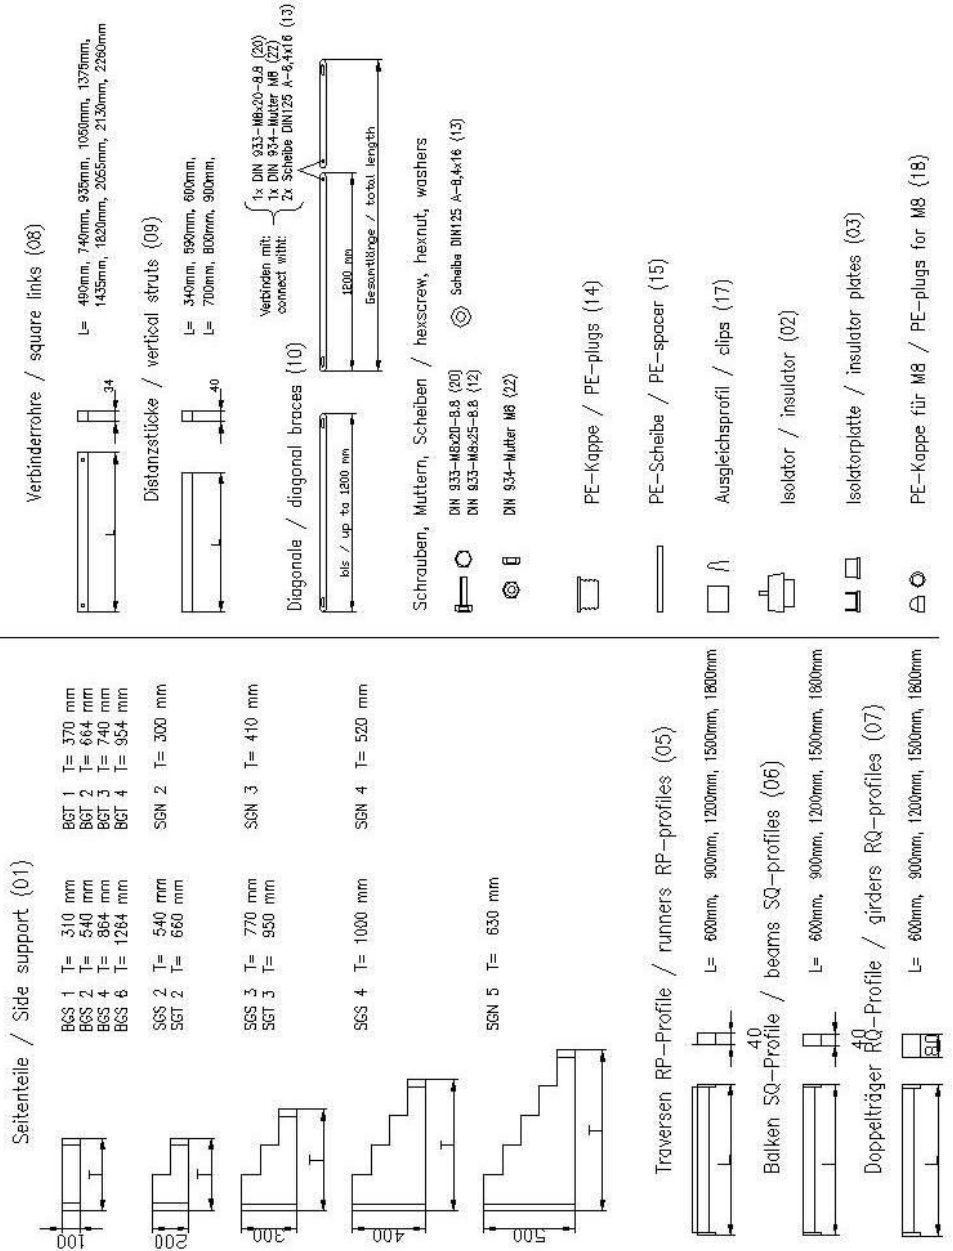 Seitenteile / Side support (01)
100
T
BGS 1 T= 310 mm
BGS 2 T= 540 mm
BGS 4 T= 864 mm
BGS 6 T= 1264 mm
BGT 1 T= 370 mm
BGT 2 T= 664 mm
BGT 3 T= 740 mm
BGT 4 T= 954 mm
200
T
SGS 2 T= 540 mm
SGT 2 T= 660 mm
SGN 2 T= 300 mm
300
T
SGS 3 T= 770 mm
SGT 3 T= 950 mm
SGN 3 T= 410 mm
400
T
SGS 4 T= 1000 mm
SGN 4 T= 520 mm
500
T
SGN 5 T= 630 mm
Traversen RP-Profile / runners RP-profiles (05)
L
40
L= 600mm, 900mm, 1200mm, 1500mm, 1800mm
Balken SQ-Profile / beams SQ-profiles (06)
L
40
L= 600mm, 900mm, 1200mm, 1500mm, 1800mm
Doppelträger RQ-Profile / girders RQ-profiles (07)
L
80
L= 600mm, 900mm, 1200mm, 1500mm, 1800mm
Verbinderrohre / square links (08)
L
34
L= 490mm, 740mm, 935mm, 1050mm, 1375mm,
1435mm, 1820mm, 2055mm, 2130mm, 2260mm
Distanzstücke / vertical struts (09)
L
40
L= 340mm, 590mm, 600mm,
L= 700mm, 800mm, 900mm,
Diagonale / diagonal braces (10)
bis / up to 1200 mm
Verbinden mit:
connect witht:
1x DIN 933-M8x20-8.8 (20)
1x DIN 934-Mutter M8 (22)
2x Scheibe DIN125 A-8,4x16 (13)
1200 mm
Gesamtlänge / total length
Schrauben, Muttern, Scheiben / hexscrew, hexnut, washers
DIN 933-M8x20-8.8 (20)
DIN 933-M8x25-8.8 (12)
Scheibe DIN125 A-8,4x16 (13)
DIN 934-Mutter M8 (22)
PE-Kappe / PE-plugs (14)
PE-Scheibe / PE-spacer (15)
Ausgleichsprofil / clips (17)
Isolator / insulator (02)
Isolatorplatte / insulator plates (03)
PE-Kappe für M8 / PE-plugs for M8 (18)